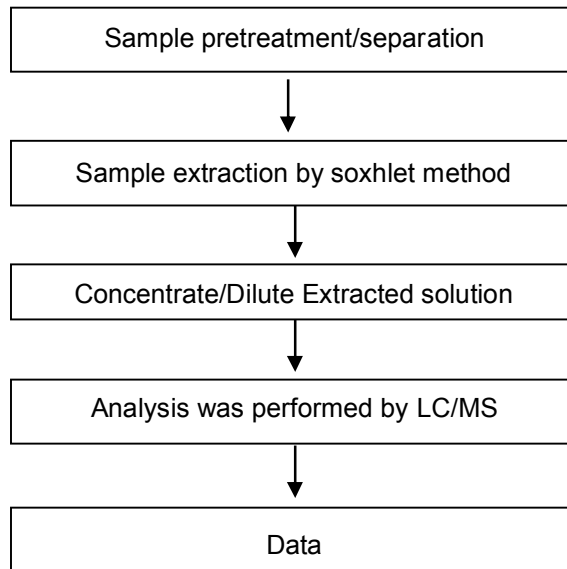 Sample pretreatment/separation
Sample extraction by soxhlet method
Concentrate/Dilute Extracted solution
Analysis was performed by LC/MS
Data